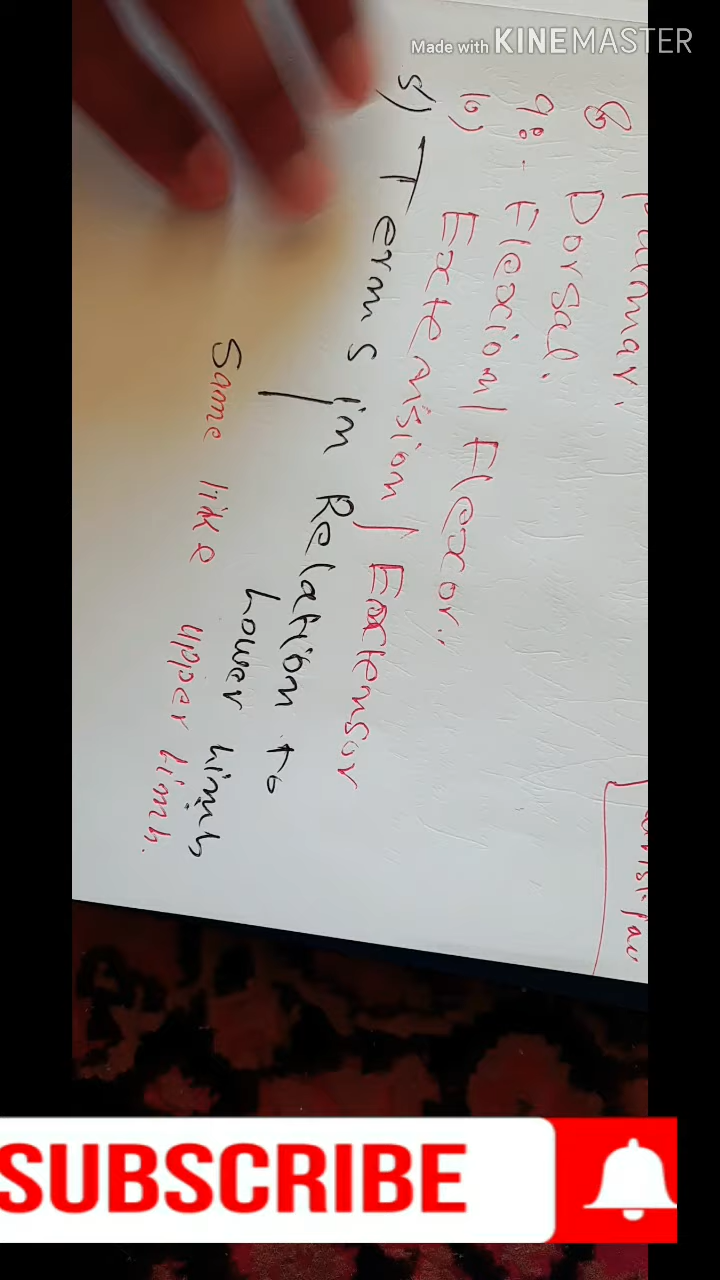 Made with KINEMASTER
palmar.
8 Dorsal.
9: - Flexion / Flexor.
10) Extension / Extensor
5) Terms in Relation to
Lower Limb
Same like upper limb.
SUBSCRIBE